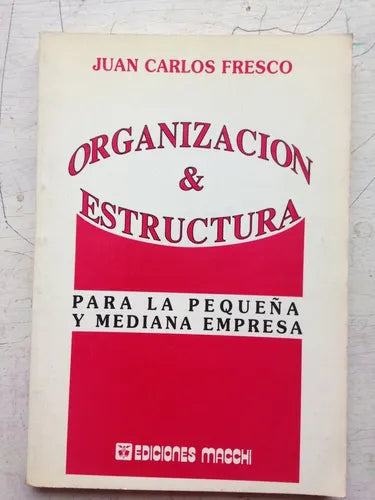 JUAN CARLOS FRESCO
ORGANIZACION
&
ESTRUCTURA
PARA LA PEQUEÑA
Y MEDIANA EMPRESA
EDICIONES MACCHI